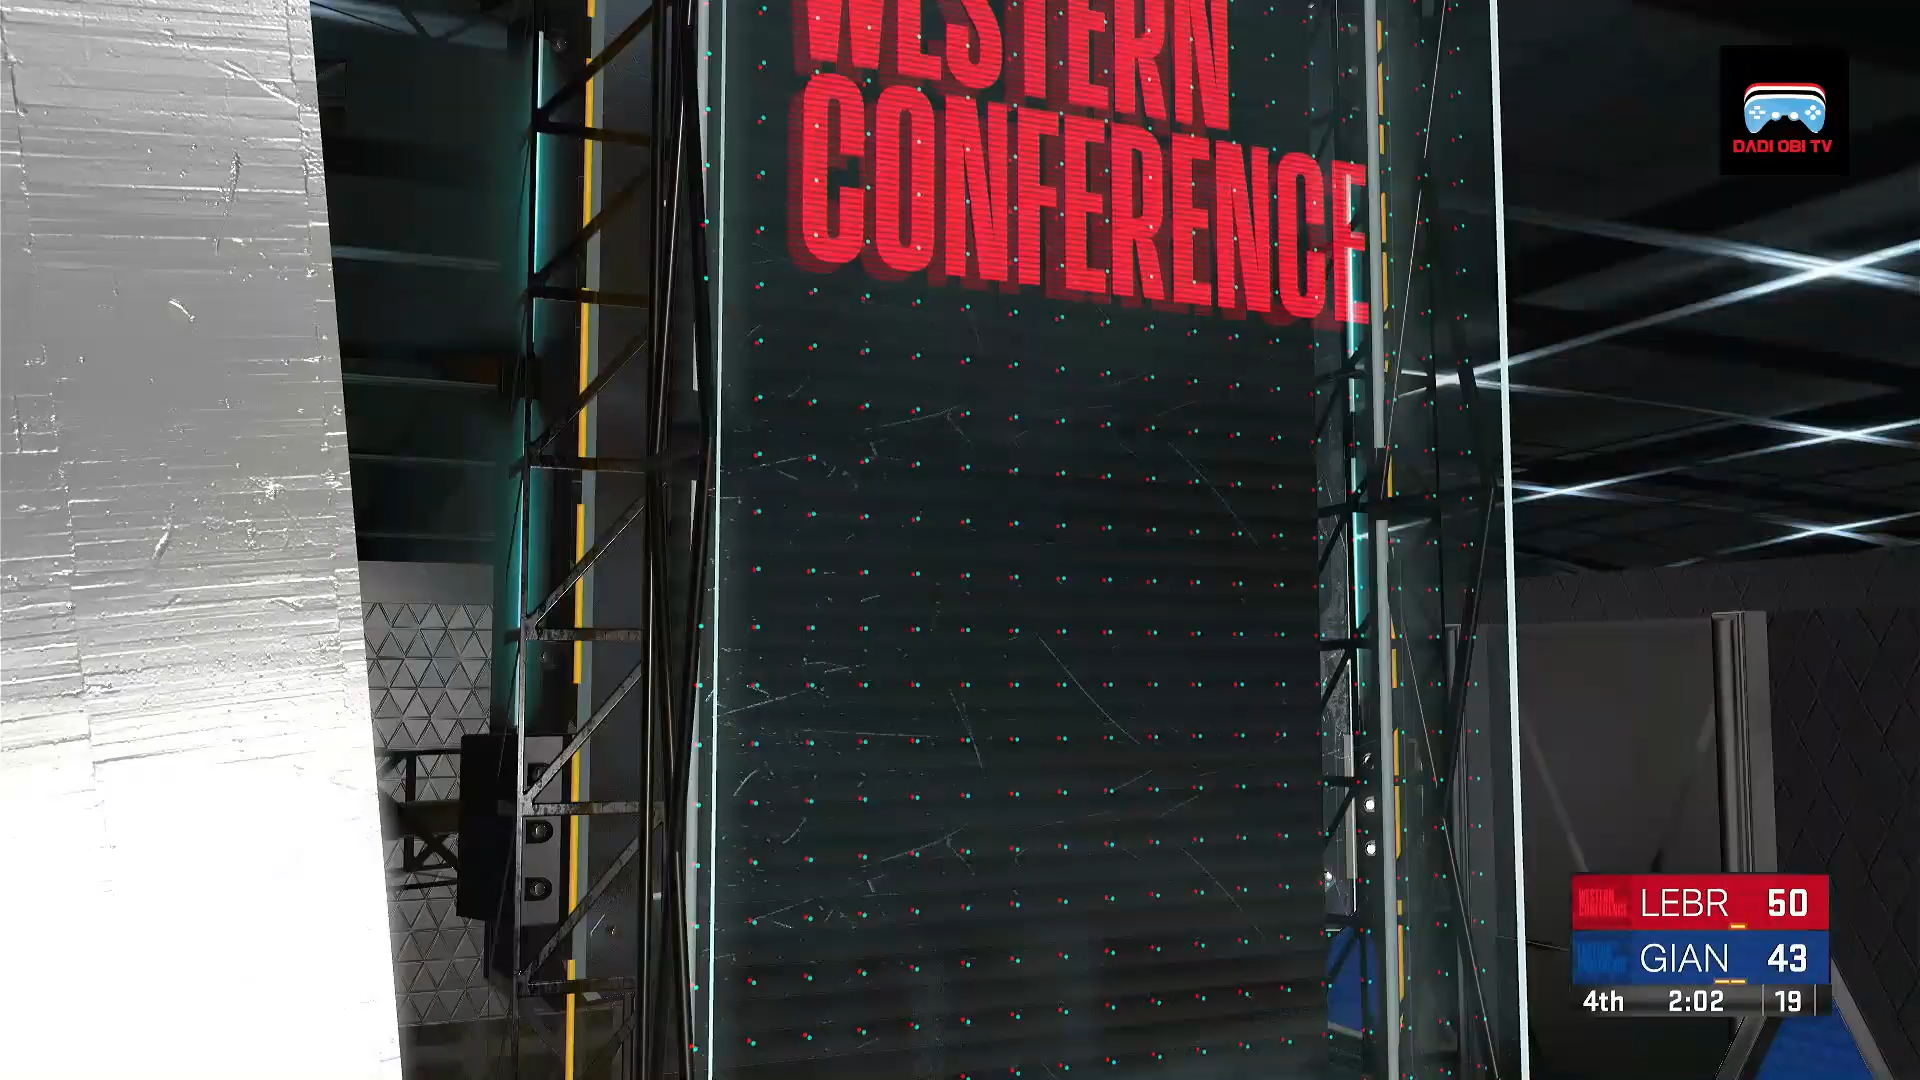 WESTERN
CONFERENCE
DADI OBI TV
LEBR 50
GIAN 43
4th 2:02 19